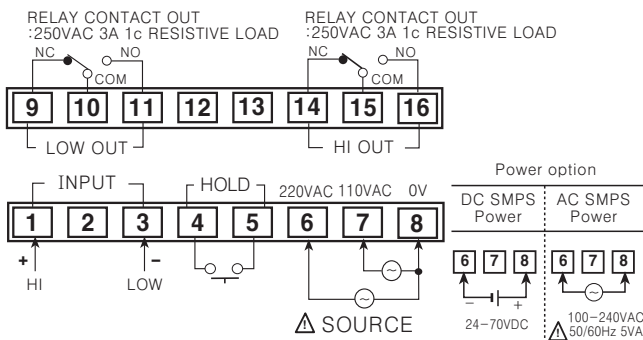 RELAY CONTACT OUT
:250VAC 3A 1c RESISTIVE LOAD
NC
NO
COM
RELAY CONTACT OUT
:250VAC 3A 1c RESISTIVE LOAD
NC
NO
COM
9 10 11 12 13 14 15 16
LOW OUT
HI OUT
INPUT
HOLD
220VAC 110VAC 0V
1 2 3 4 5 6 7 8
+
HI
−
LOW
~
~
⚠ SOURCE
Power option
DC SMPS
Power
6 7 8
− +
24-70VDC
AC SMPS
Power
6 7 8
~
⚠ 100-240VAC
50/60Hz 5VA